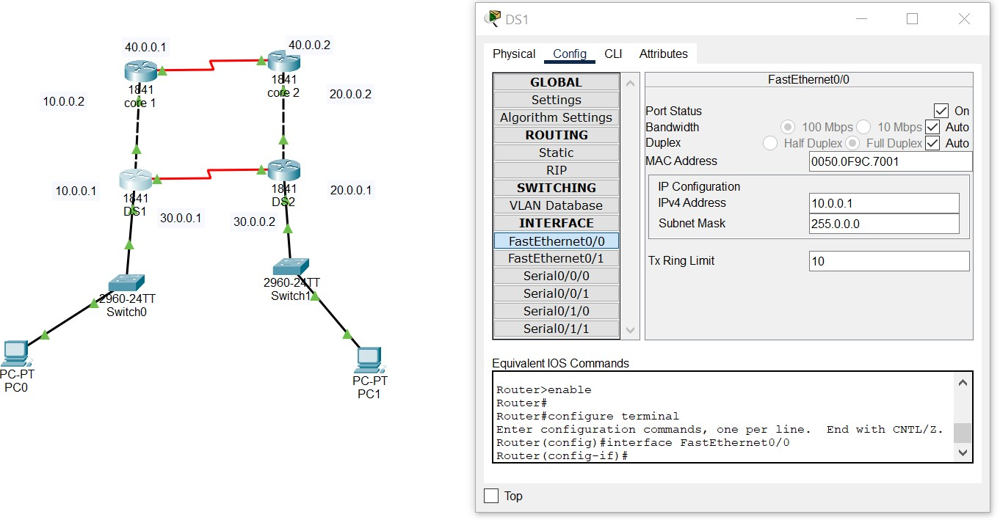 40.0.0.1
40.0.0.2
1841
core 1
1841
core 2
10.0.0.2
20.0.0.2
10.0.0.1
1841
DS1
1841
DS2
20.0.0.1
30.0.0.1
30.0.0.2
2960-24TT
Switch0
2960-24TT
Switch1
PC-PT
PC0
PC-PT
PC1
DS1
Physical Config CLI Attributes
GLOBAL
Settings
Algorithm Settings
ROUTING
Static
RIP
SWITCHING
VLAN Database
INTERFACE
FastEthernet0/0
FastEthernet0/1
Serial0/0/0
Serial0/0/1
Serial0/1/0
Serial0/1/1
FastEthernet0/0
Port Status On
Bandwidth 100 Mbps 10 Mbps Auto
Duplex Half Duplex Full Duplex Auto
MAC Address 0050.0F9C.7001
IP Configuration
IPv4 Address 10.0.0.1
Subnet Mask 255.0.0.0
Tx Ring Limit 10
Equivalent IOS Commands
Router>enable
Router#
Router#configure terminal
Enter configuration commands, one per line. End with CNTL/Z.
Router(config)#interface FastEthernet0/0
Router(config-if)#
Top